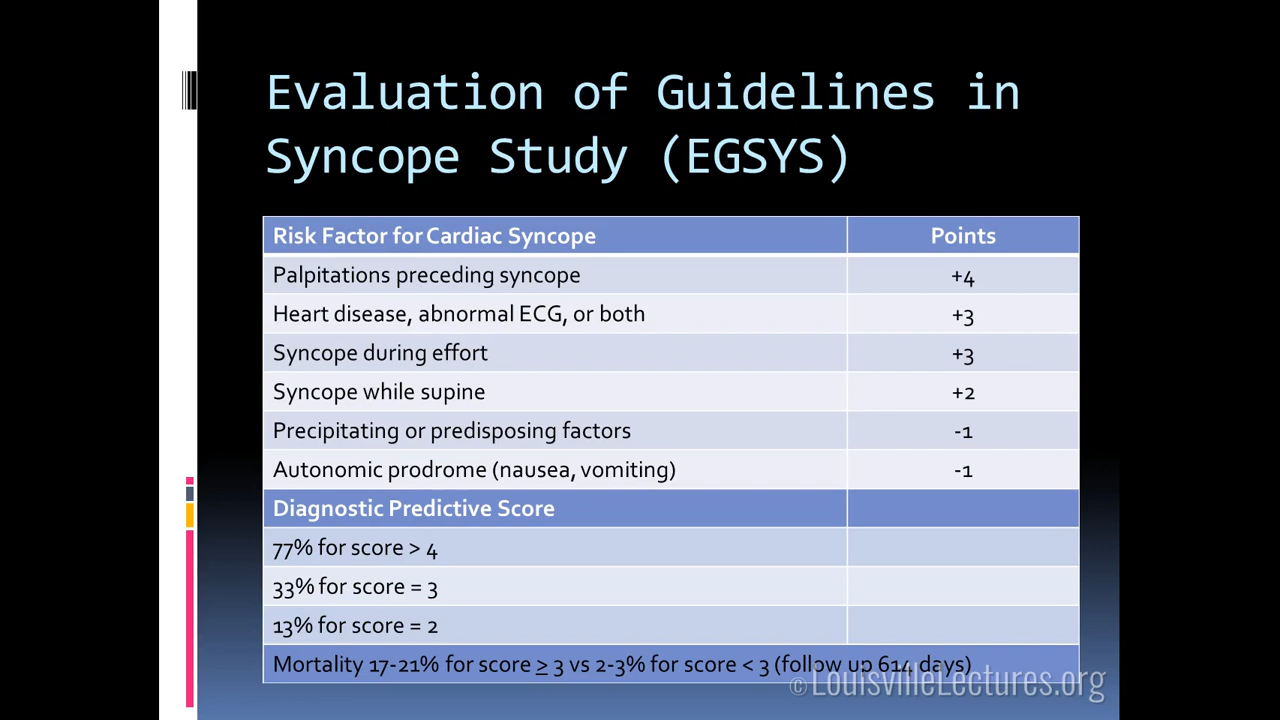 Evaluation of Guidelines in
Syncope Study (EGSYS)
Risk Factor for Cardiac Syncope Points
Palpitations preceding syncope +4
Heart disease, abnormal ECG, or both +3
Syncope during effort +3
Syncope while supine +2
Precipitating or predisposing factors -1
Autonomic prodrome (nausea, vomiting) -1
Diagnostic Predictive Score
77% for score > 4
33% for score = 3
13% for score = 2
Mortality 17-21% for score ≥ 3 vs 2-3% for score < 3 (follow up 614 days)
©LouisvilleLectures.org